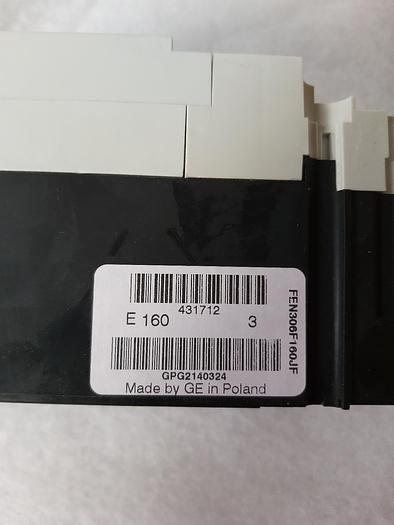 431712
E 160 3
GPG2140324
Made by GE in Poland
FEN306F160JF